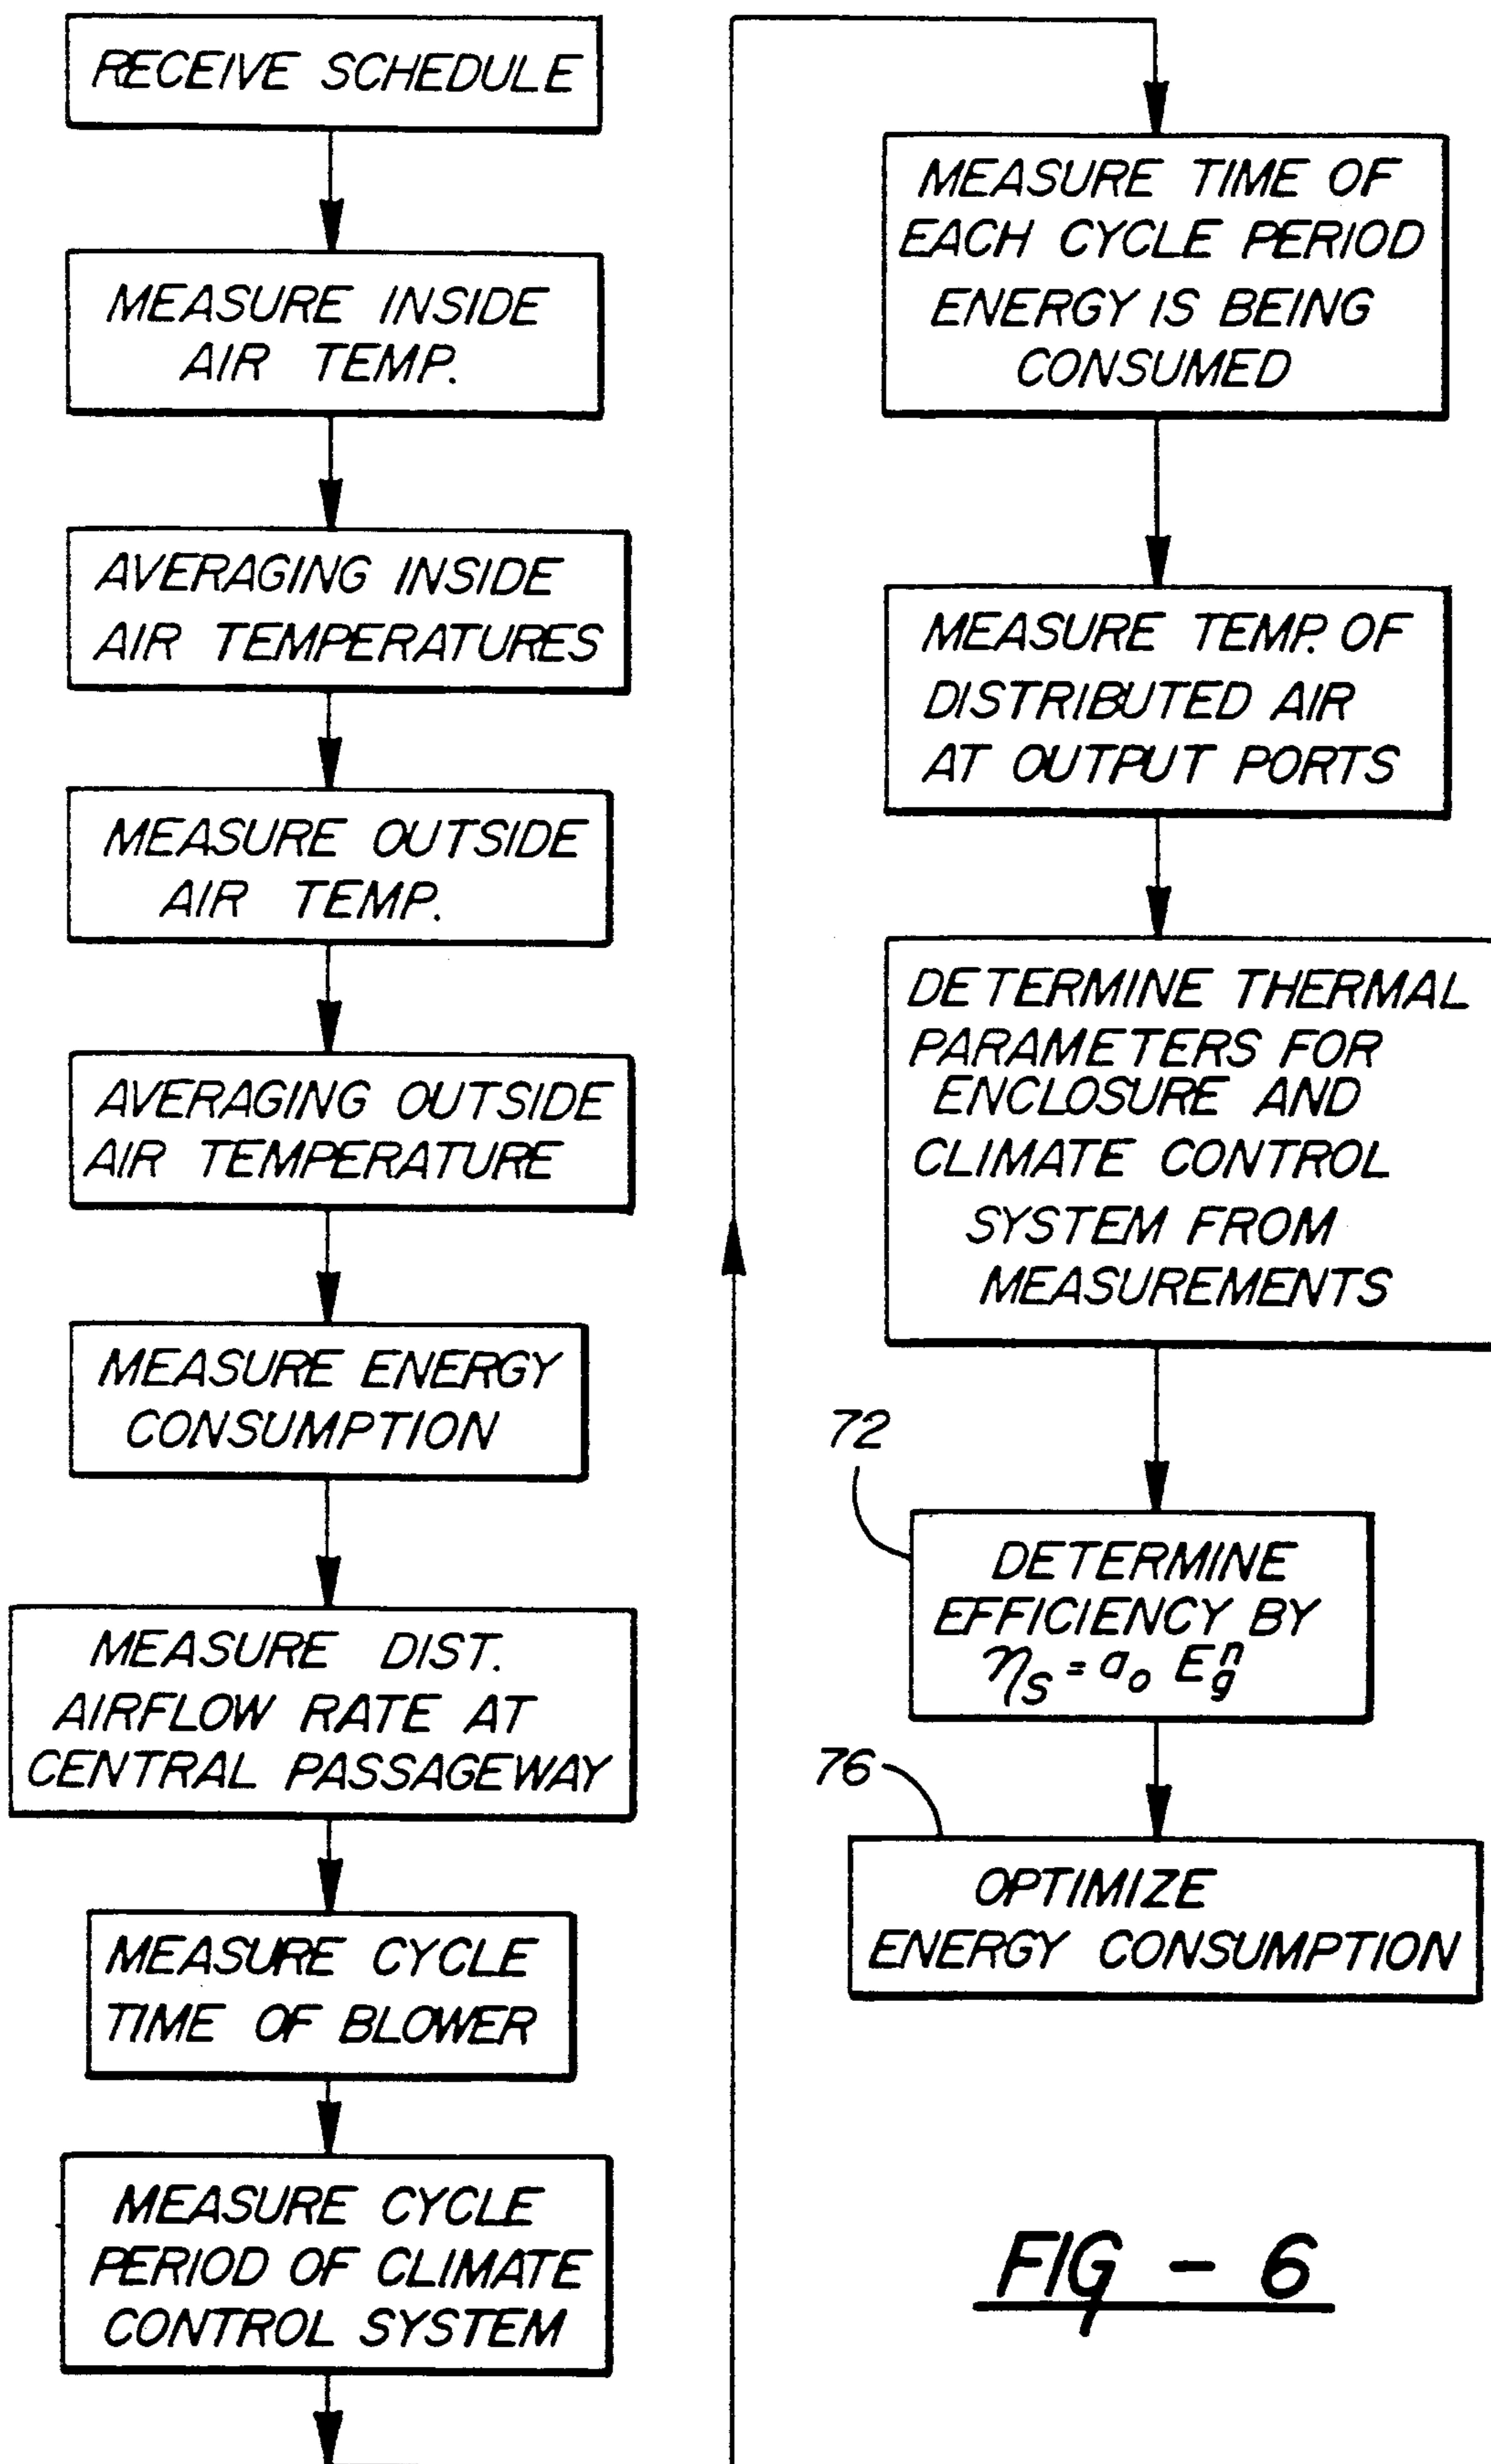 RECEIVE SCHEDULE
MEASURE INSIDE
AIR TEMP.
AVERAGING INSIDE
AIR TEMPERATURES
MEASURE OUTSIDE
AIR TEMP.
AVERAGING OUTSIDE
AIR TEMPERATURE
MEASURE ENERGY
CONSUMPTION
MEASURE DIST.
AIRFLOW RATE AT
CENTRAL PASSAGEWAY
MEASURE CYCLE
TIME OF BLOWER
MEASURE CYCLE
PERIOD OF CLIMATE
CONTROL SYSTEM
MEASURE TIME OF
EACH CYCLE PERIOD
ENERGY IS BEING
CONSUMED
MEASURE TEMP. OF
DISTRIBUTED AIR
AT OUTPUT PORTS
DETERMINE THERMAL
PARAMETERS FOR
ENCLOSURE AND
CLIMATE CONTROL
SYSTEM FROM
MEASUREMENTS
72
DETERMINE
EFFICIENCY BY
ηₛ = a₀ E_g^n
76
OPTIMIZE
ENERGY CONSUMPTION
FIG - 6